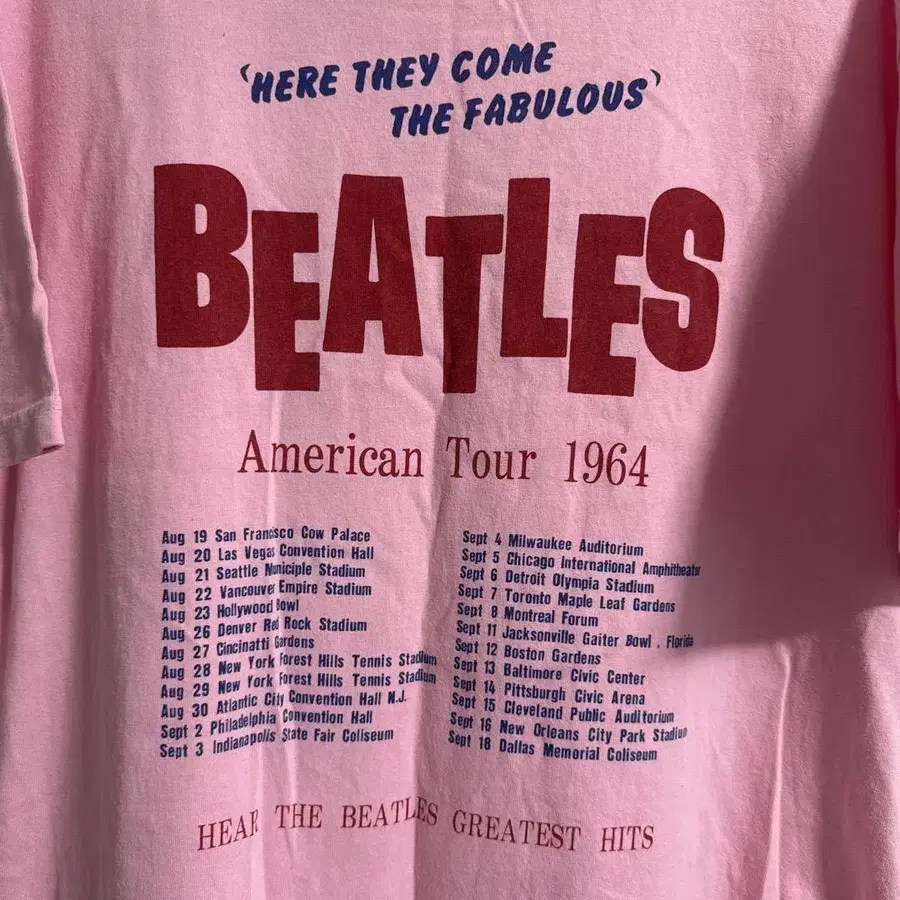 'HERE THEY COME
THE FABULOUS'
BEATLES
American Tour 1964
Aug 19 San Francisco Cow Palace
Aug 20 Las Vegas Convention Hall
Aug 21 Seattle Municiple Stadium
Aug 22 Vancouver Empire Stadium
Aug 23 Hollywood Bowl
Aug 26 Denver Red Rock Stadium
Aug 27 Cincinatti Gardens
Aug 28 New York Forest Hills Tennis Stadium
Aug 29 New York Forest Hills Tennis Stadium
Aug 30 Atlantic City Convention Hall N.J.
Sept 2 Philadelphia Convention Hall
Sept 3 Indianapolis State Fair Coliseum
Sept 4 Milwaukee Auditorium
Sept 5 Chicago International Amphitheatr
Sept 6 Detroit Olympia Stadium
Sept 7 Toronto Maple Leaf Gardens
Sept 8 Montreal Forum
Sept 11 Jacksonville Gaiter Bowl . Florida
Sept 12 Boston Gardens
Sept 13 Baltimore Civic Center
Sept 14 Pittsburgh Civic Arena
Sept 15 Cleveland Public Auditorium
Sept 16 New Orleans City Park Stadium
Sept 18 Dallas Memorial Coliseum
HEAR THE BEATLES GREATEST HITS